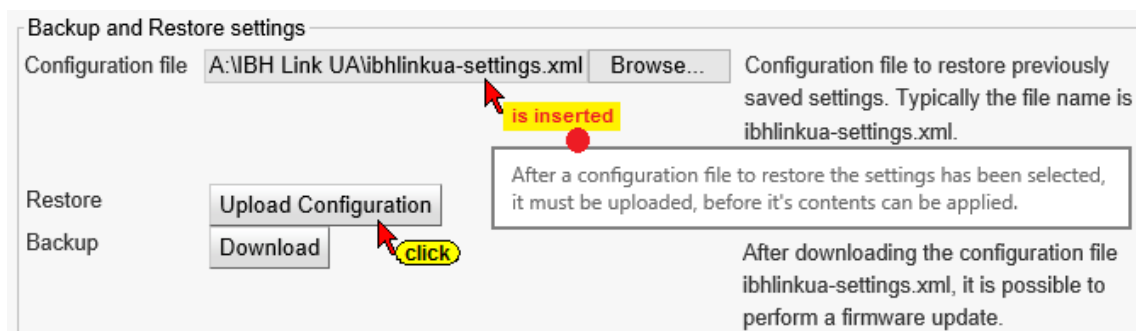 Backup and Restore settings
Configuration file A:\IBH Link UA\ibhlinkua-settings.xml Browse... Configuration file to restore previously
saved settings. Typically the file name is
is inserted
ibhlinkua-settings.xml.
After a configuration file to restore the settings has been selected,
it must be uploaded, before it's contents can be applied.
Restore Upload Configuration
Backup Download click After downloading the configuration file
ibhlinkua-settings.xml, it is possible to
perform a firmware update.